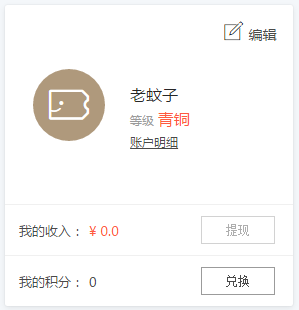 编辑
老蚊子
等级 青铜
账户明细
我的收入： ¥ 0.0 提现
我的积分： 0 兑换